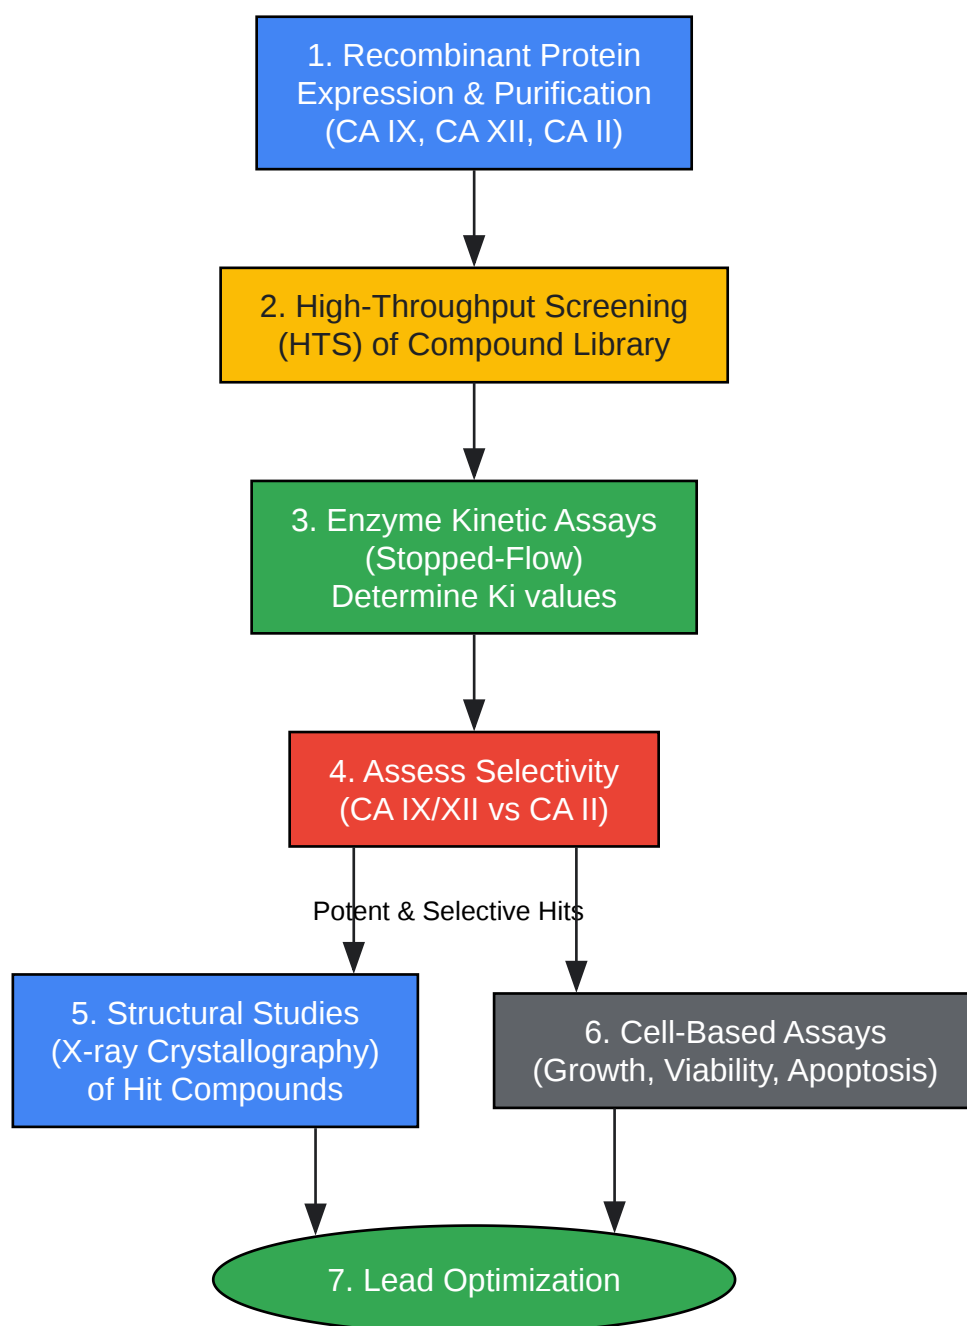 1. Recombinant Protein
Expression & Purification
(CA IX, CA XII, CA II)
2. High-Throughput Screening
(HTS) of Compound Library
3. Enzyme Kinetic Assays
(Stopped-Flow)
Determine Ki values
4. Assess Selectivity
(CA IX/XII vs CA II)
Potent & Selective Hits
5. Structural Studies
(X-ray Crystallography)
of Hit Compounds
6. Cell-Based Assays
(Growth, Viability, Apoptosis)
7. Lead Optimization